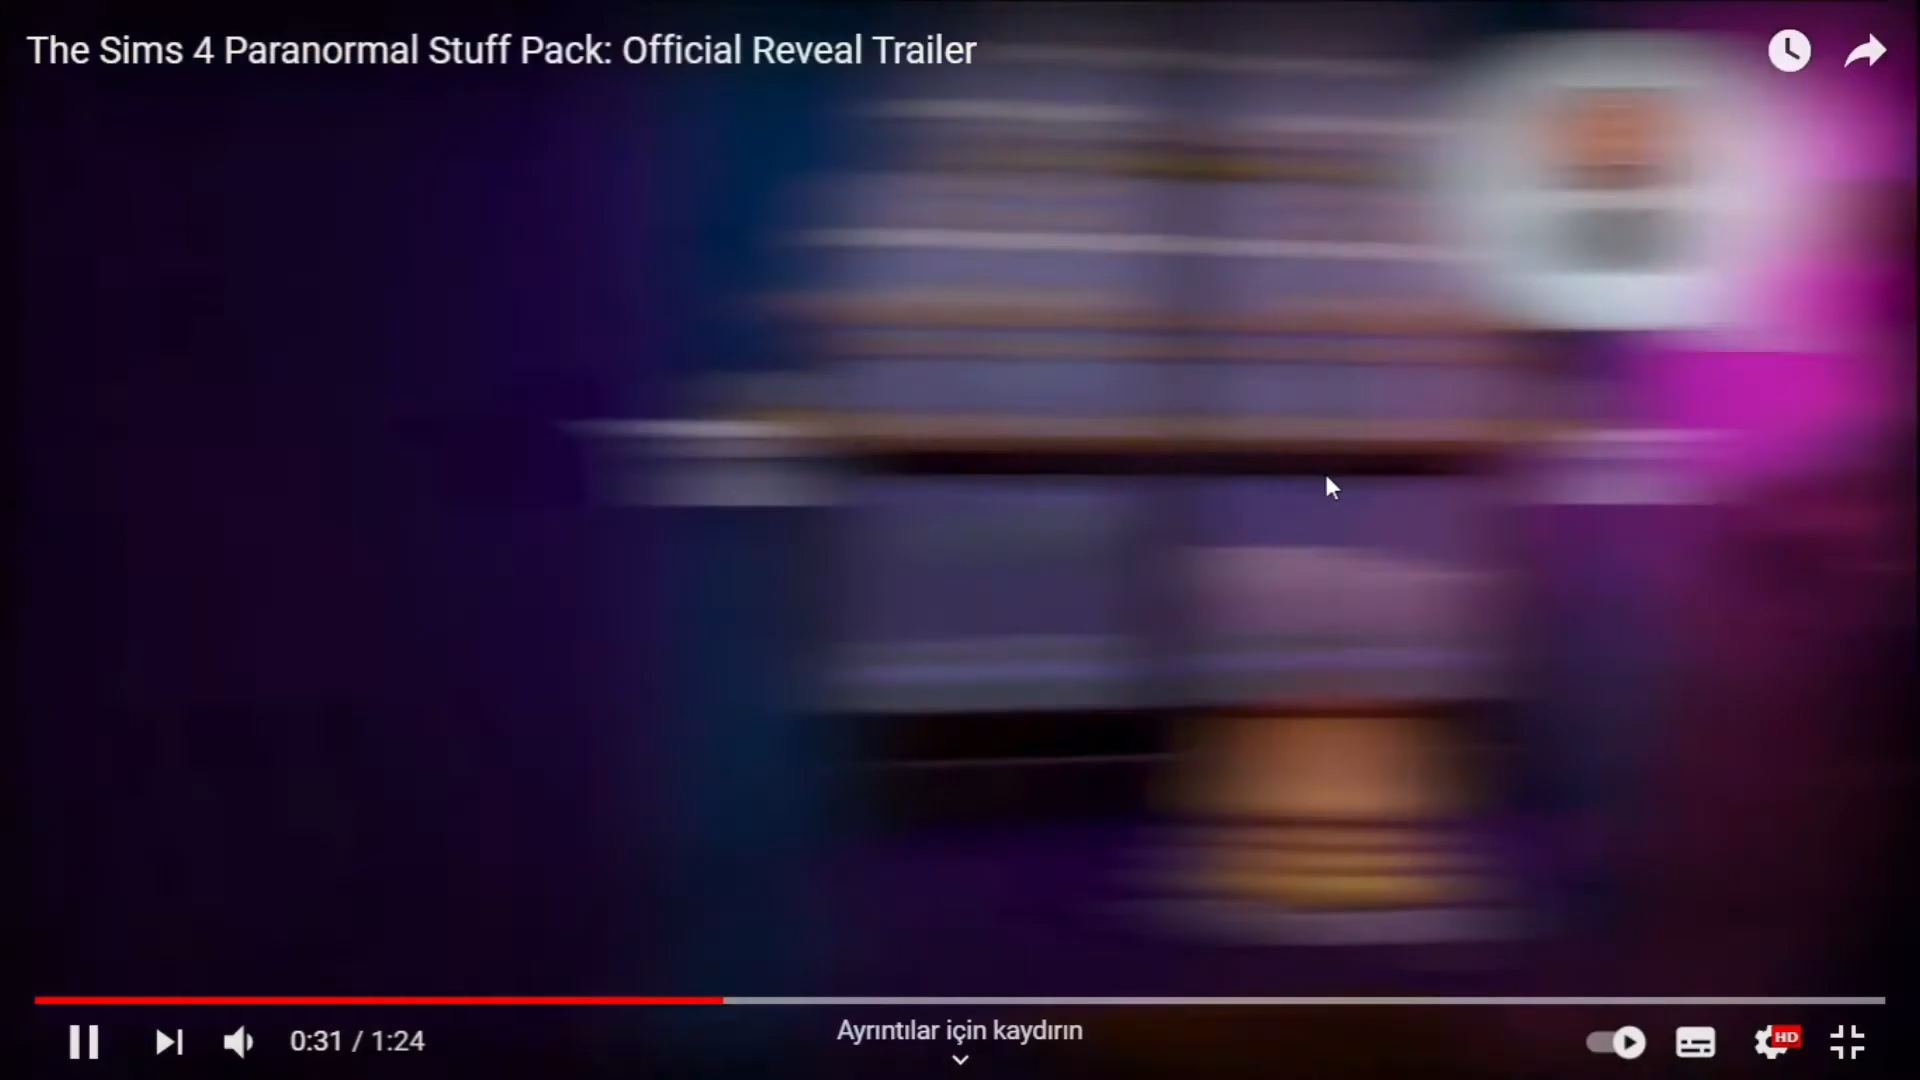 The Sims 4 Paranormal Stuff Pack: Official Reveal Trailer
0:31 / 1:24
Ayrıntılar için kaydırın
HD